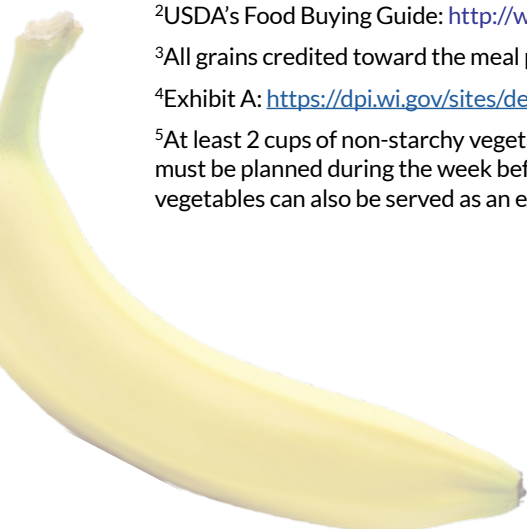 ²USDA’s Food Buying Guide: http://w
³All grains credited toward the meal
⁴Exhibit A: https://dpi.wi.gov/sites/de
⁵At least 2 cups of non-starchy veget
must be planned during the week bef
vegetables can also be served as an e